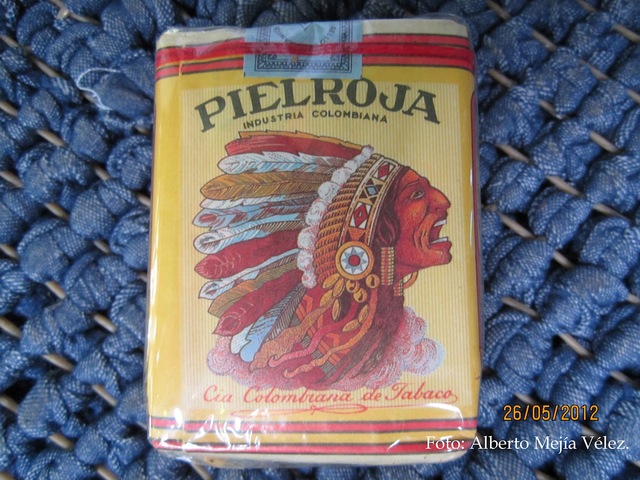 PIELROJA
INDUSTRIA COLOMBIANA
Cia Colombiana de Tabaco
26/05/2012
Foto: Alberto Mejía Vélez.